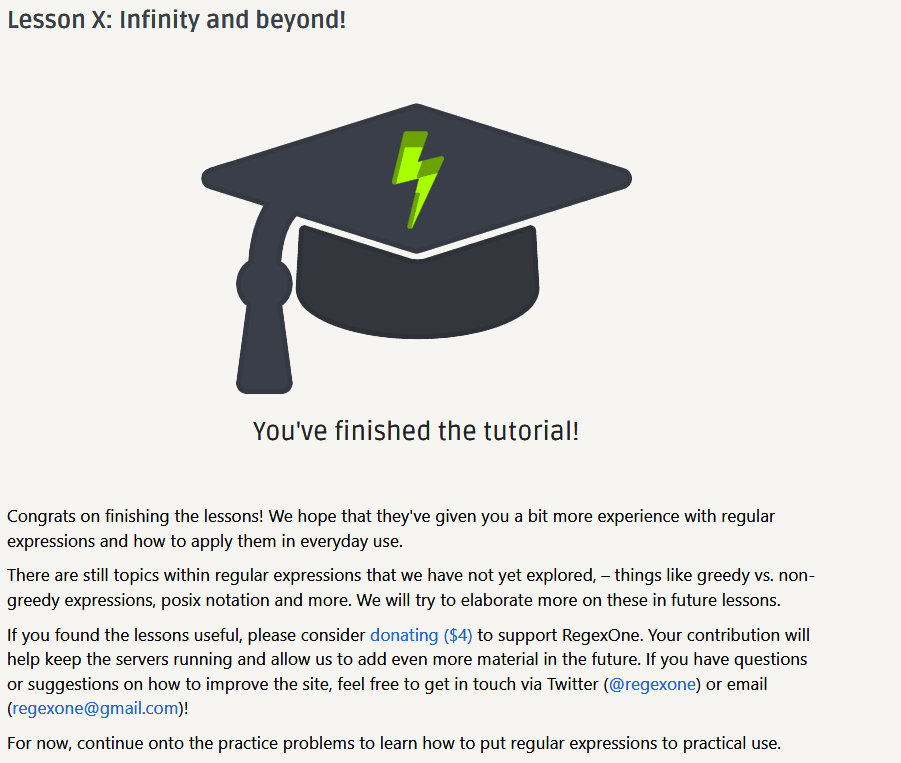 Lesson X: Infinity and beyond!
You've finished the tutorial!
Congrats on finishing the lessons! We hope that they've given you a bit more experience with regular
expressions and how to apply them in everyday use.
There are still topics within regular expressions that we have not yet explored, – things like greedy vs. non-
greedy expressions, posix notation and more. We will try to elaborate more on these in future lessons.
If you found the lessons useful, please consider donating ($4) to support RegexOne. Your contribution will
help keep the servers running and allow us to add even more material in the future. If you have questions
or suggestions on how to improve the site, feel free to get in touch via Twitter (@regexone) or email
(regexone@gmail.com)!
For now, continue onto the practice problems to learn how to put regular expressions to practical use.